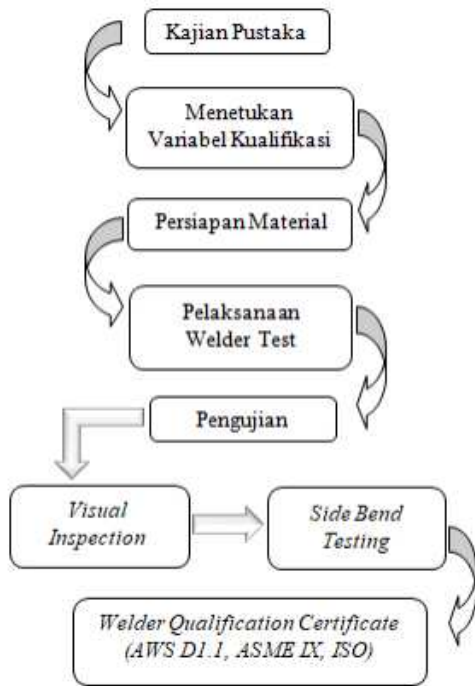 Kajian Pustaka
Menetukan
Variabel Kualifikasi
Persiapan Material
Pelaksanaan
Welder Test
Pengujian
Visual
Inspection
Side Bend
Testing
Welder Qualification Certificate
(AWS D1.1, ASME IX, ISO)